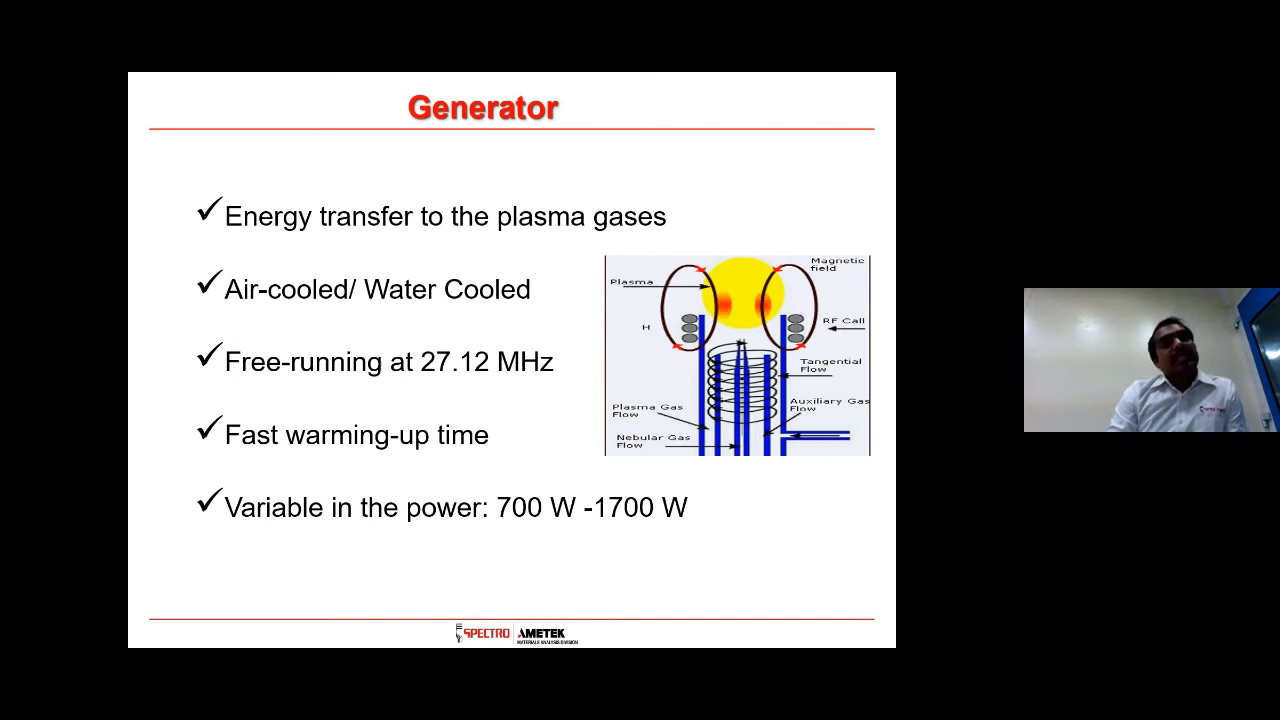 Generator
✓Energy transfer to the plasma gases
✓Air-cooled/ Water Cooled
✓Free-running at 27.12 MHz
✓Fast warming-up time
✓Variable in the power: 700 W -1700 W
Magnetic
field
Plasma
H
RF Call
Tangential
Flow
Plasma Gas
Flow
Auxiliary Gas
Flow
Nebular Gas
Flow
SPECTRO
AMETEK
MATERIALS ANALYSIS DIVISION
SPECTRO